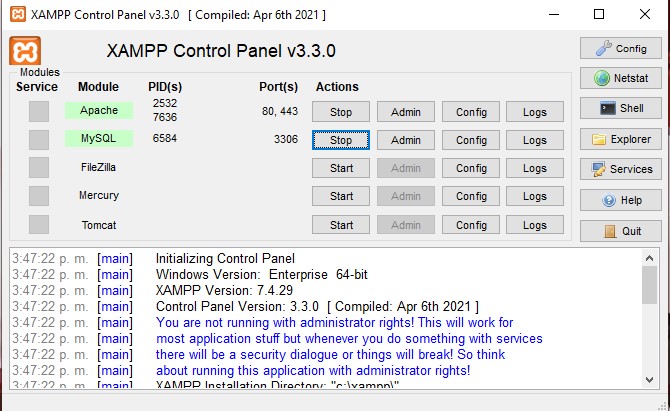 XAMPP Control Panel v3.3.0 [ Compiled: Apr 6th 2021 ]
XAMPP Control Panel v3.3.0
Modules
Service Module PID(s) Port(s) Actions
Apache 2532 7636 80, 443 Stop Admin Config Logs
MySQL 6584 3306 Stop Admin Config Logs
FileZilla Start Admin Config Logs
Mercury Start Admin Config Logs
Tomcat Start Admin Config Logs
Config
Netstat
Shell
Explorer
Services
Help
Quit
3:47:22 p. m. [main] Initializing Control Panel
3:47:22 p. m. [main] Windows Version: Enterprise 64-bit
3:47:22 p. m. [main] XAMPP Version: 7.4.29
3:47:22 p. m. [main] Control Panel Version: 3.3.0 [ Compiled: Apr 6th 2021 ]
3:47:22 p. m. [main] You are not running with administrator rights! This will work for
3:47:22 p. m. [main] most application stuff but whenever you do something with services
3:47:22 p. m. [main] there will be a security dialogue or things will break! So think
3:47:22 p. m. [main] about running this application with administrator rights!
3:47:22 p. m. [main] XAMPP Installation Directory: "c:\xampp\"